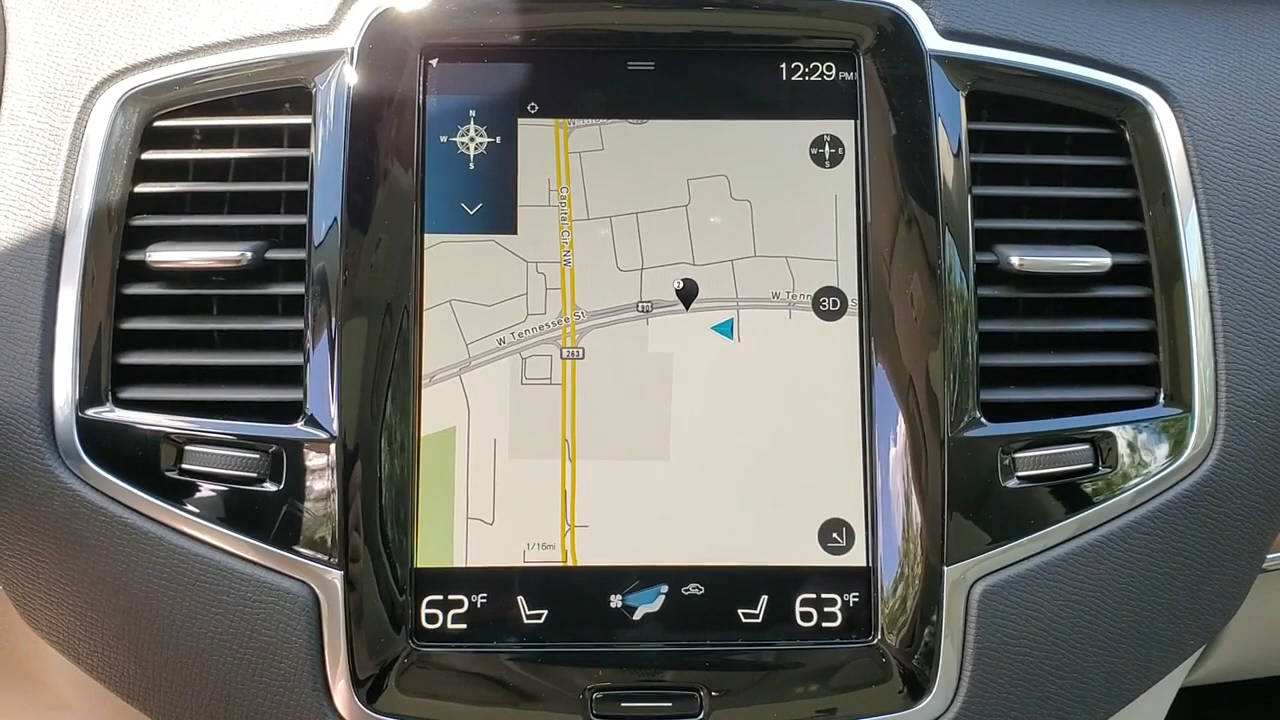 12:29 PM
N
W E
S
N
W E
S
Capital Cir NW
W Tenn
90
3D
S
W Tennessee St
263
1/16mi
62°F
63°F